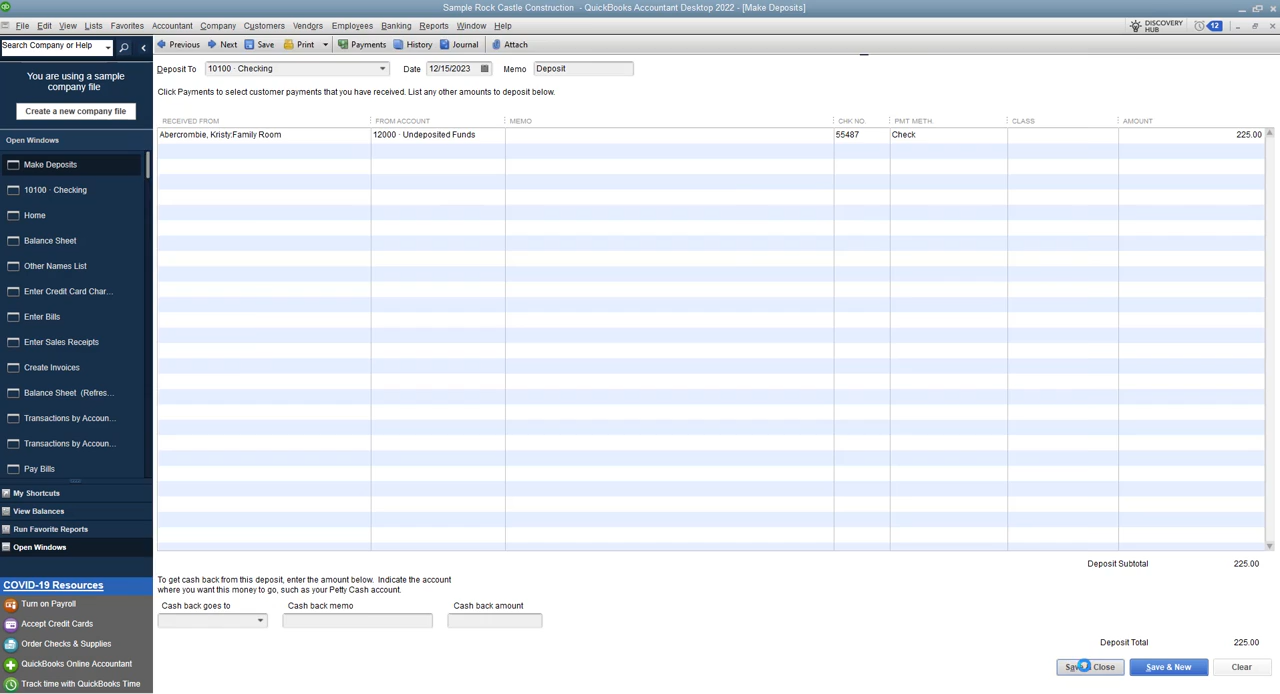 Sample Rock Castle Construction - QuickBooks Accountant Desktop 2022 - [Make Deposits]
File Edit View Lists Favorites Accountant Company Customers Vendors Employees Banking Reports Window Help
DISCOVERY HUB 12
Search Company or Help
Previous Next Save Print Payments History Journal Attach
You are using a sample company file
Create a new company file
Open Windows
Make Deposits
10100 · Checking
Home
Balance Sheet
Other Names List
Enter Credit Card Char...
Enter Bills
Enter Sales Receipts
Create Invoices
Balance Sheet (Refres...
Transactions by Accoun...
Transactions by Accoun...
Pay Bills
My Shortcuts
View Balances
Run Favorite Reports
Open Windows
COVID-19 Resources
Turn on Payroll
Accept Credit Cards
Order Checks & Supplies
QuickBooks Online Accountant
Track time with QuickBooks Time
Deposit To 10100 · Checking Date 12/15/2023 Memo Deposit
Click Payments to select customer payments that you have received. List any other amounts to deposit below.
RECEIVED FROM FROM ACCOUNT MEMO CHK NO. PMT METH. CLASS AMOUNT
Abercrombie, Kristy:Family Room 12000 · Undeposited Funds 55487 Check 225.00
Deposit Subtotal 225.00
To get cash back from this deposit, enter the amount below. Indicate the account
where you want this money to go, such as your Petty Cash account.
Cash back goes to Cash back memo Cash back amount
Deposit Total 225.00
Save & Close Save & New Clear